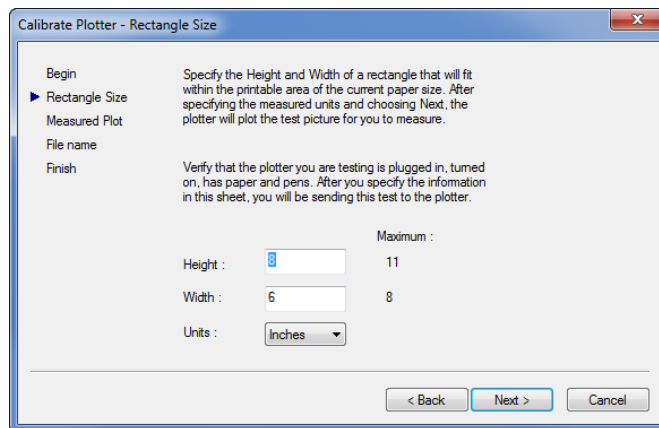 Calibrate Plotter - Rectangle Size
Begin
Rectangle Size
Measured Plot
File name
Finish
Specify the Height and Width of a rectangle that will fit
within the printable area of the current paper size. After
specifying the measured units and choosing Next, the
plotter will plot the test picture for you to measure.
Verify that the plotter you are testing is plugged in, turned
on, has paper and pens. After you specify the information
in this sheet, you will be sending this test to the plotter.
Maximum :
Height : 8 11
Width : 6 8
Units : Inches
< Back Next > Cancel